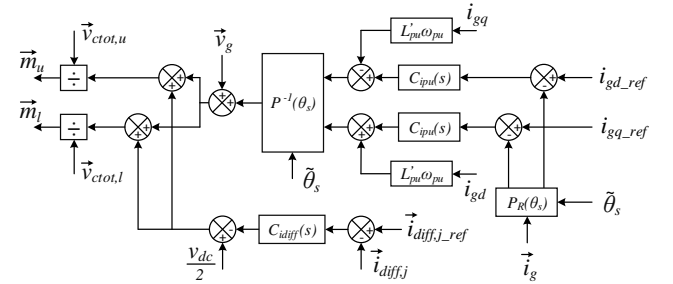 i⃗gq
L'puωpu
v⃗ctot,u
v⃗g
m⃗u
÷
P⁻¹(θs)
Cipu(s)
igd_ref
m⃗l
÷
Cipu(s)
igq_ref
v⃗ctot,l
θ̃s
L'puωpu
igd
PR(θs)
θ̃s
Cidiff(s)
i⃗diff,j_ref
vdc
2
i⃗diff,j
i⃗g